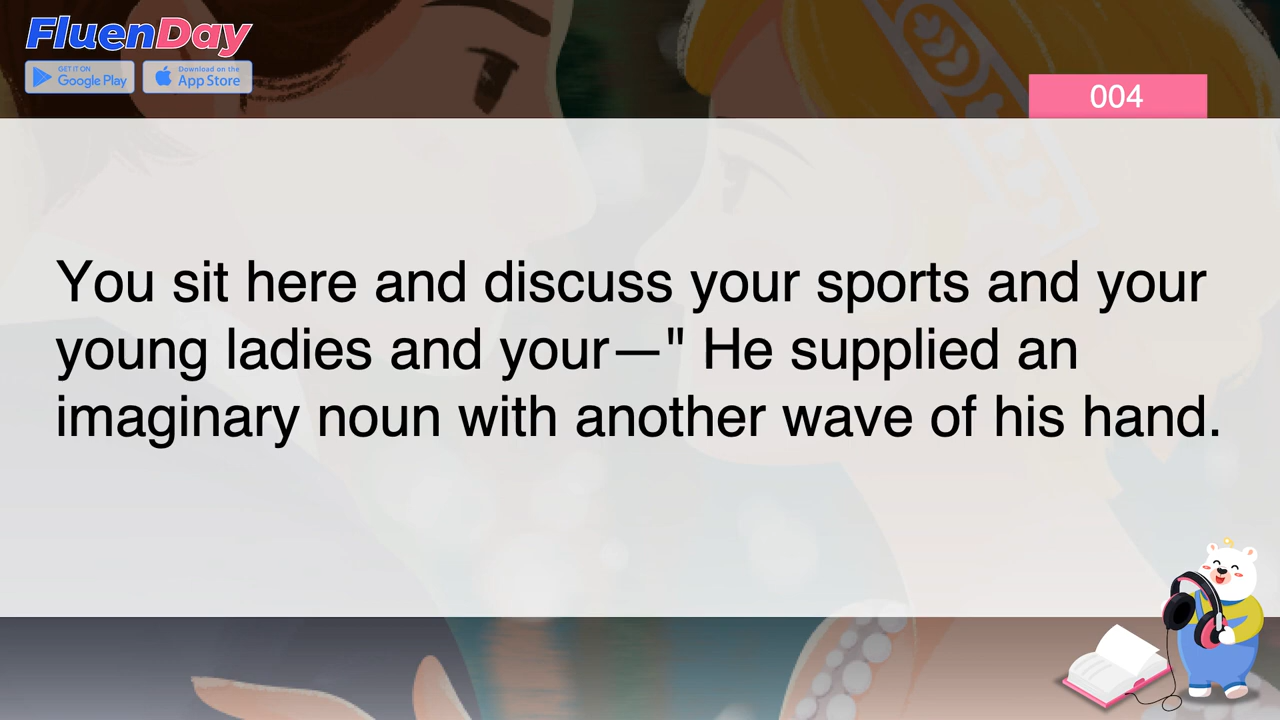 FluenDay
GET IT ON
Google Play
Download on the
App Store
004
You sit here and discuss your sports and your
young ladies and your—" He supplied an
imaginary noun with another wave of his hand.